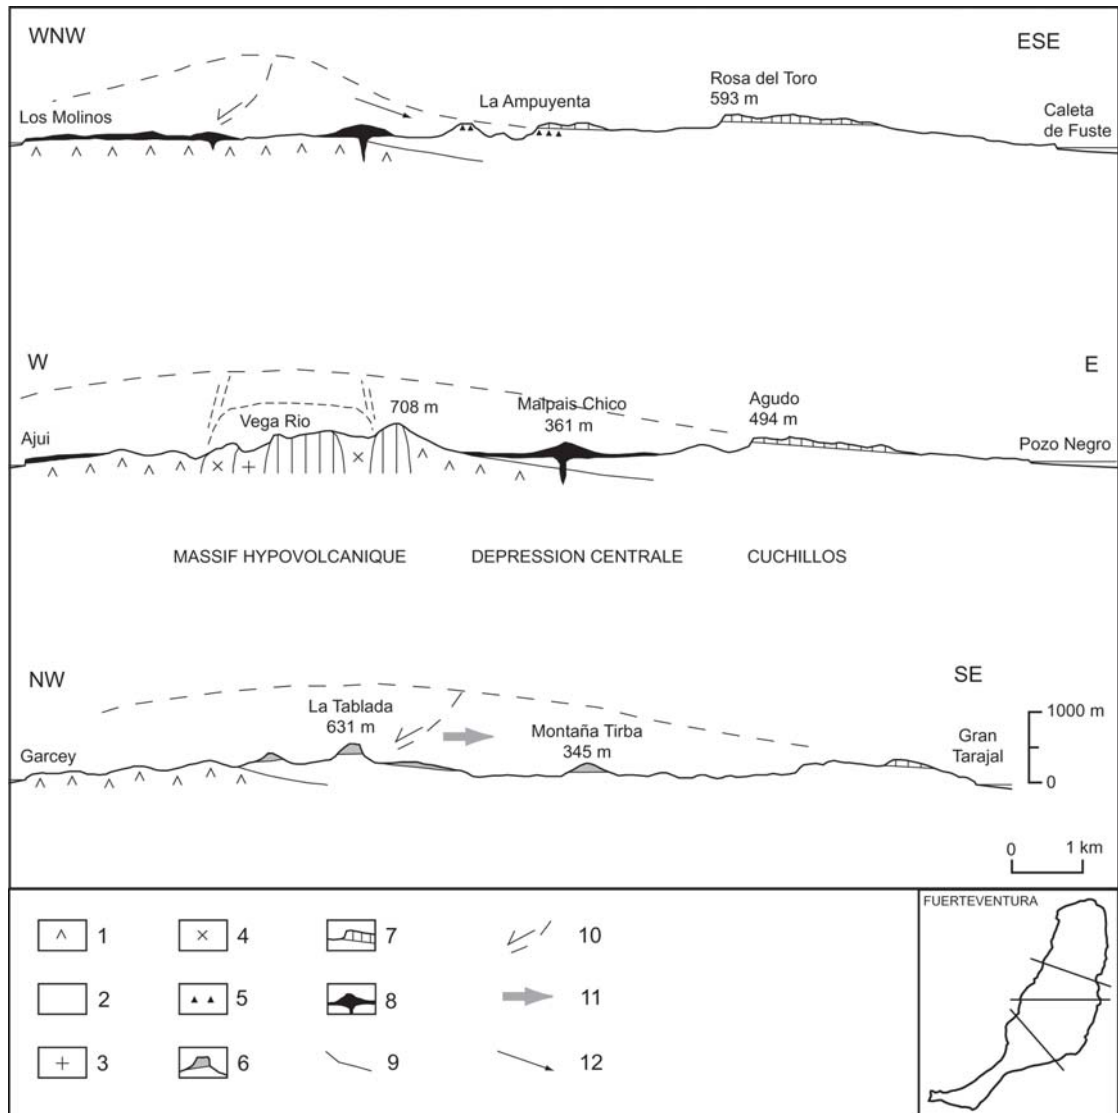 WNW
ESE
Los Molinos
La Ampuyenta
Rosa del Toro
593 m
Caleta
de Fuste
W
E
Ajui
Vega Rio
708 m
Malpais Chico
361 m
Agudo
494 m
Pozo Negro
MASSIF HYPOVOLCANIQUE
DEPRESSION CENTRALE
CUCHILLOS
NW
SE
Garcey
La Tablada
631 m
Montaña Tirba
345 m
Gran
Tarajal
1000 m
0
0 1 km
1 4 7 10
2 5 8 11
3 6 9 12
FUERTEVENTURA